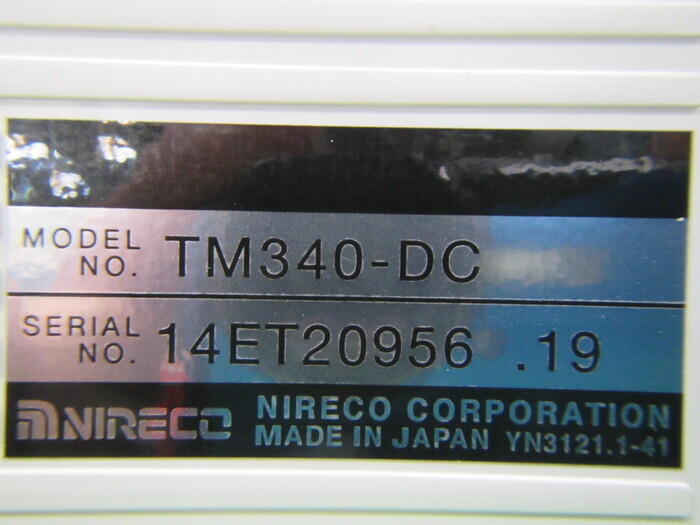 MODEL NO. TM340-DC
SERIAL NO. 14ET20956 .19
NIRECO NIRECO CORPORATION
MADE IN JAPAN YN3121.1-41